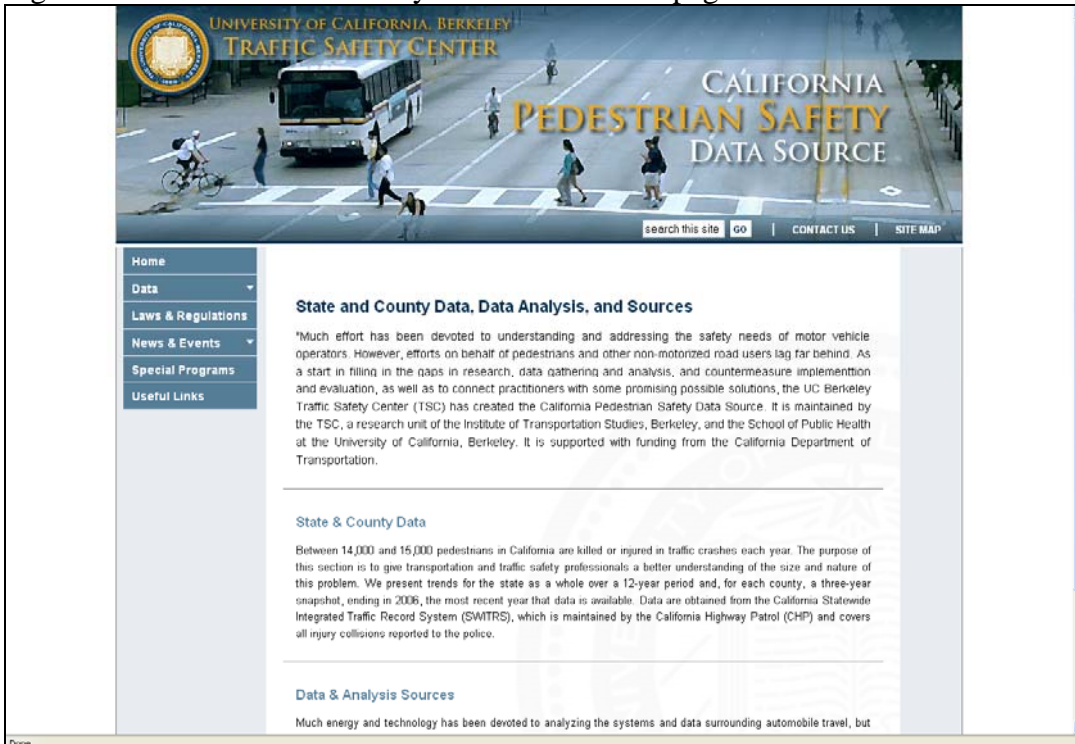 UNIVERSITY OF CALIFORNIA, BERKELEY
TRAFFIC SAFETY CENTER
CALIFORNIA
PEDESTRIAN SAFETY
DATA SOURCE
search this site GO | CONTACT US | SITE MAP
Home
Data
Laws & Regulations
News & Events
Special Programs
Useful Links
State and County Data, Data Analysis, and Sources
"Much effort has been devoted to understanding and addressing the safety needs of motor vehicle
operators. However, efforts on behalf of pedestrians and other non-motorized road users lag far behind. As
a start in filling in the gaps in research, data gathering and analysis, and countermeasure implementtion
and evaluation, as well as to connect practitioners with some promising possible solutions, the UC Berkeley
Traffic Safety Center (TSC) has created the California Pedestrian Safety Data Source. It is maintained by
the TSC, a research unit of the Institute of Transportation Studies, Berkeley, and the School of Public Health
at the University of California, Berkeley. It is supported with funding from the California Department of
Transportation.
State & County Data
Between 14,000 and 15,000 pedestrians in California are killed or injured in traffic crashes each year. The purpose of
this section is to give transportation and traffic safety professionals a better understanding of the size and nature of
this problem. We present trends for the state as a whole over a 12-year period and, for each county, a three-year
snapshot, ending in 2006, the most recent year that data is available. Data are obtained from the California Statewide
Integrated Traffic Record System (SWITRS), which is maintained by the California Highway Patrol (CHP) and covers
all injury collisions reported to the police.
Data & Analysis Sources
Much energy and technology has been devoted to analyzing the systems and data surrounding automobile travel, but